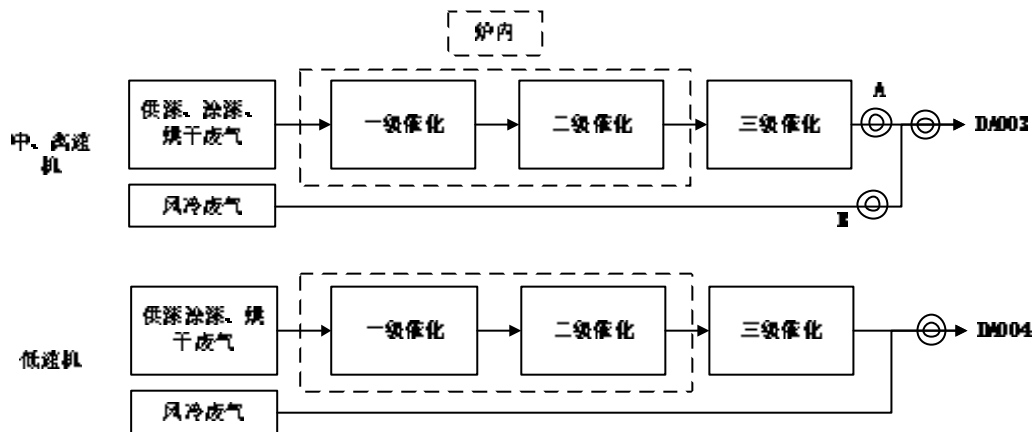 炉内
供漆、涂漆、
烘干废气
一级催化
二级催化
三级催化
A
DA003
中、高速
机
风冷废气
E
供漆涂漆、烘
干废气
一级催化
二级催化
三级催化
DA004
低速机
风冷废气